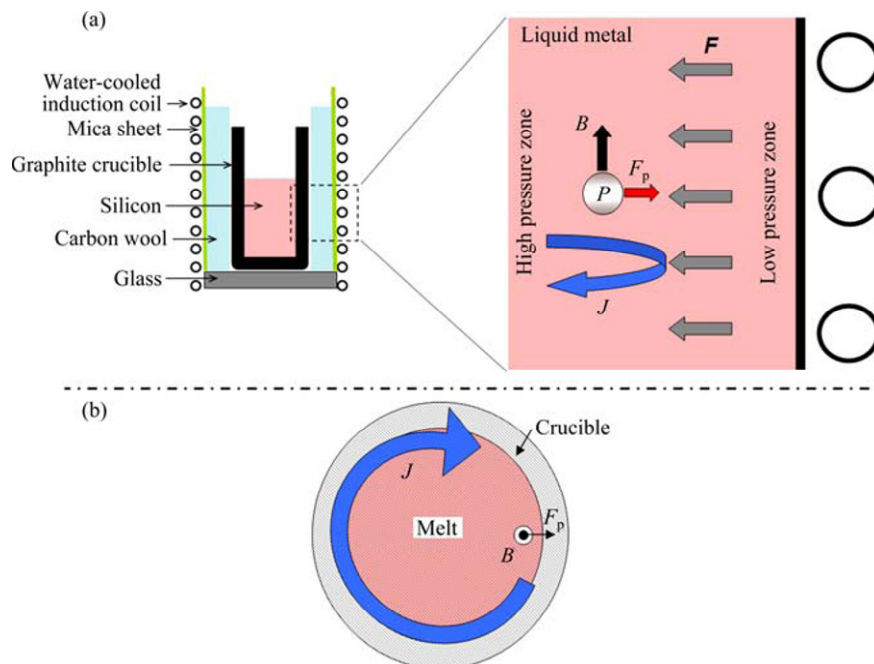 (a)
Water-cooled
induction coil
Mica sheet
Graphite crucible
Silicon
Carbon wool
Glass
Liquid metal
F
B
High pressure zone
P
Fp
Low pressure zone
J
(b)
Crucible
J
Melt
Fp
B